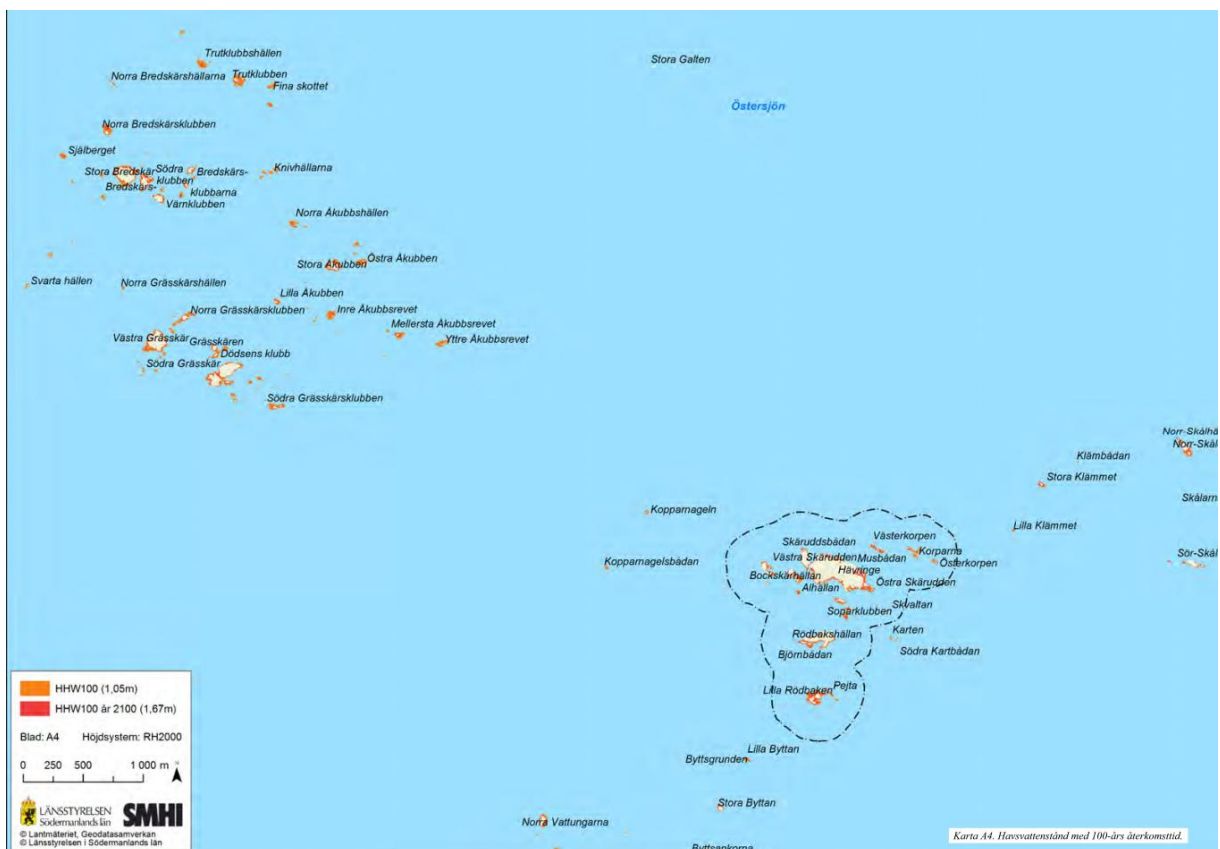 Trutklubbshällen
Stora Galten
Norra Bredskärshällarna
Trutklubben
Fina skottet
Östersjön
Norra Bredskärsklubben
Själberget
Stora Bredskär
Södra
Bredskärs-
Knivhällarna
Bredskärs-
klubben
klubbarna
Värnklubben
Norra Åkubbshällen
Östra Åkubben
Stora Åkubben
Svarta hällen
Norra Grässkärshällen
Lilla Åkubben
Norra Grässkärsklubben
Inre Åkubbsrevet
Mellersta Åkubbsrevet
Västra Grässkär
Grässkären
Yttre Åkubbsrevet
Dödsens klubb
Södra Grässkär
Södra Grässkärsklubben
Norr-Skålhä
Norr-Skål
Klämbådan
Stora Klämmet
Skålarn
Kopparnageln
Lilla Klämmet
Västerkorpen
Skäruddsbådan
Korparna
Kopparnagelsbådan
Västra Skärudden
Musbådan
Österkorpen
Sör-Skål
Hävringe
Bockskärhällan
Östra Skärudden
Alhällan
Soparklubben
Skvaltan
Rödbakshällan
Karten
Björnbådan
Södra Kartbådan
Lilla Rödbaken
Pejta
HHW100 (1,05m)
HHW100 år 2100 (1,67m)
Blad: A4 Höjdsystem: RH2000
0 250 500 1 000 m
N
Lilla Byttan
Byttsgrunden
Stora Byttan
LÄNSSTYRELSEN
Södermanlands län
SMHI
© Lantmäteriet, Geodatasamverkan
© Länsstyrelsen i Södermanlands län
Norra Vattungarna
Karta A4. Havsvattenstånd med 100-års återkomsttid.